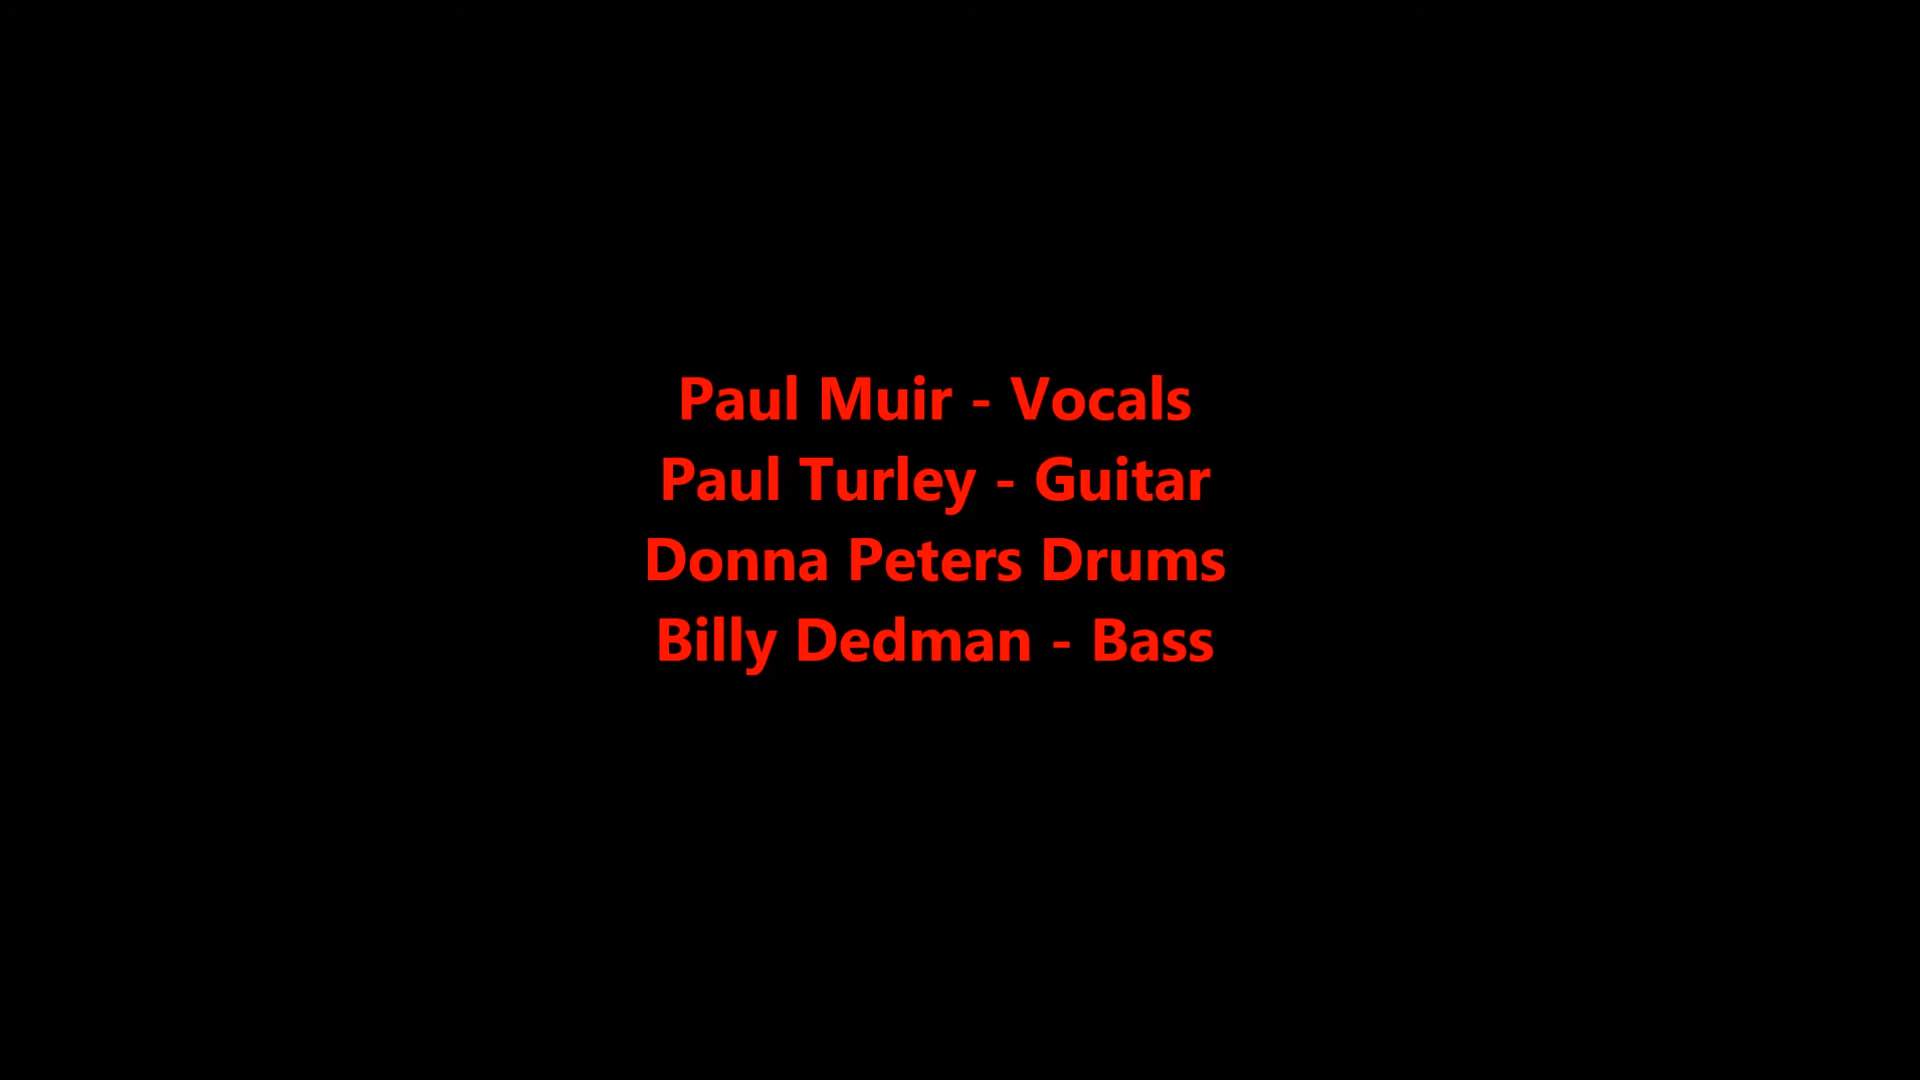 Paul Muir - Vocals
Paul Turley - Guitar
Donna Peters Drums
Billy Dedman - Bass